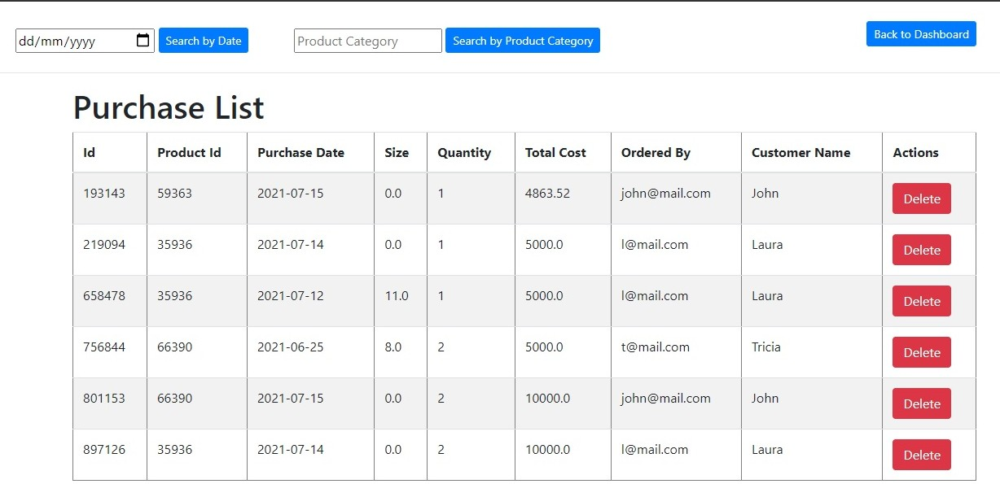 dd/mm/yyyy Search by Date Product Category Search by Product Category Back to Dashboard
Purchase List
Id Product Id Purchase Date Size Quantity Total Cost Ordered By Customer Name Actions
193143 59363 2021-07-15 0.0 1 4863.52 john@mail.com John Delete
219094 35936 2021-07-14 0.0 1 5000.0 l@mail.com Laura Delete
658478 35936 2021-07-12 11.0 1 5000.0 l@mail.com Laura Delete
756844 66390 2021-06-25 8.0 2 5000.0 t@mail.com Tricia Delete
801153 66390 2021-07-15 0.0 2 10000.0 john@mail.com John Delete
897126 35936 2021-07-14 0.0 2 10000.0 l@mail.com Laura Delete